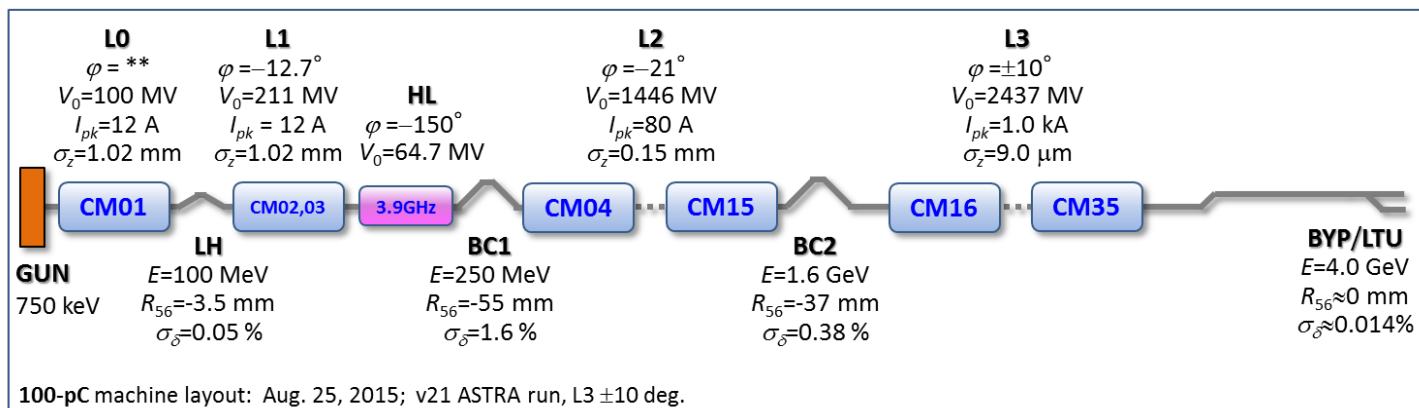 L0
φ = **
V0=100 MV
Ipk=12 A
σz=1.02 mm
L1
φ =−12.7°
V0=211 MV
Ipk = 12 A
σz=1.02 mm
HL
φ =−150°
V0=64.7 MV
L2
φ =−21°
V0=1446 MV
Ipk=80 A
σz=0.15 mm
L3
φ =±10°
V0=2437 MV
Ipk=1.0 kA
σz=9.0 μm
CM01
CM02,03
3.9GHz
CM04
CM15
CM16
CM35
GUN
750 keV
LH
E=100 MeV
R56=-3.5 mm
σδ=0.05 %
BC1
E=250 MeV
R56=-55 mm
σδ=1.6 %
BC2
E=1.6 GeV
R56=-37 mm
σδ=0.38 %
BYP/LTU
E=4.0 GeV
R56≈0 mm
σδ≈0.014%
100-pC machine layout: Aug. 25, 2015; v21 ASTRA run, L3 ±10 deg.